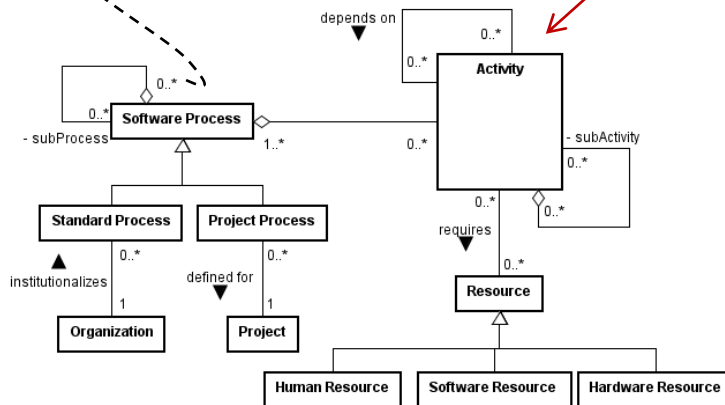 depends on
0..*
0..*
Activity
0..*
0..*
- subProcess
Software Process
1..*
0..*
- subActivity
0..*
0..*
0..*
requires
0..*
Standard Process
Project Process
0..*
institutionalizes
1
0..*
defined for
1
Organization
Project
Resource
Human Resource
Software Resource
Hardware Resource